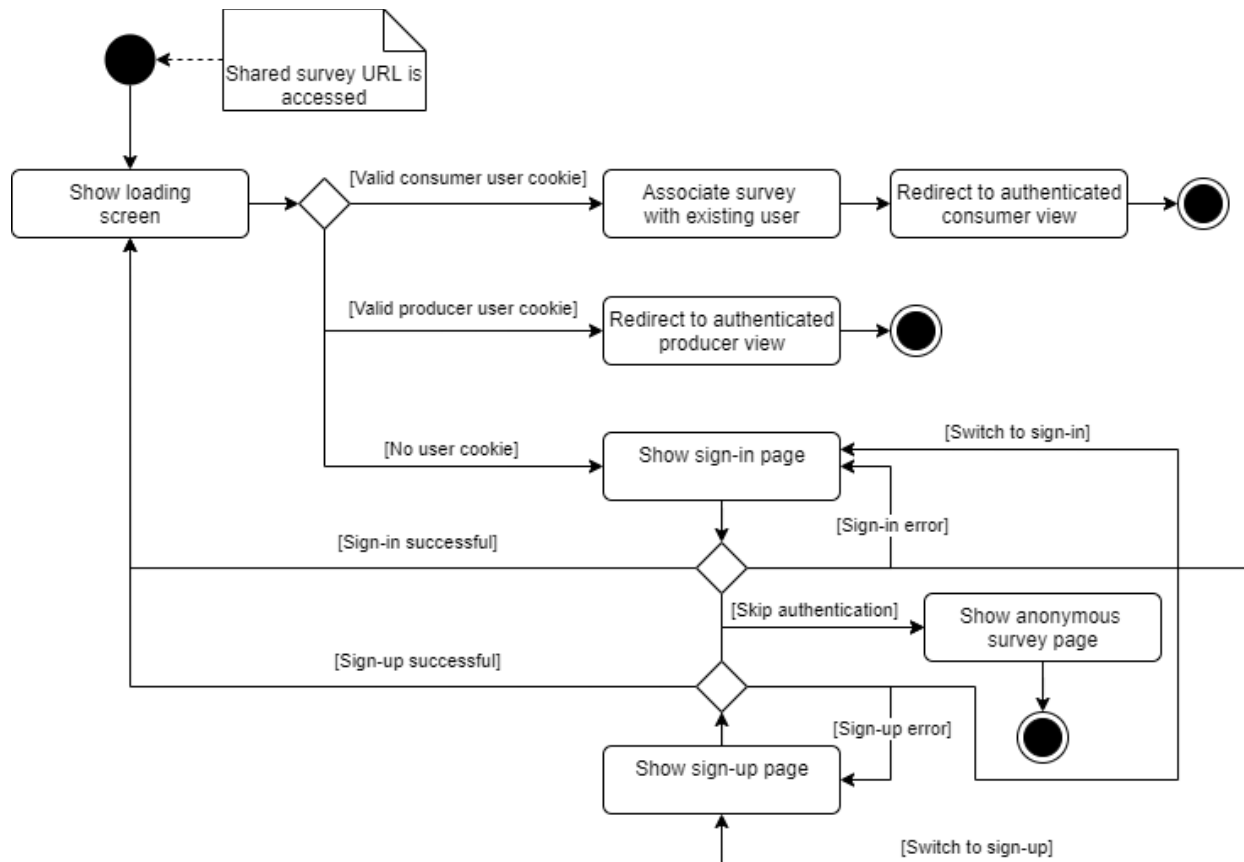 Shared survey URL is
accessed
Show loading
screen
[Valid consumer user cookie]
Associate survey
with existing user
Redirect to authenticated
consumer view
[Valid producer user cookie]
Redirect to authenticated
producer view
[No user cookie]
Show sign-in page
[Switch to sign-in]
[Sign-in error]
[Sign-in successful]
[Skip authentication]
Show anonymous
survey page
[Sign-up successful]
[Sign-up error]
Show sign-up page
[Switch to sign-up]